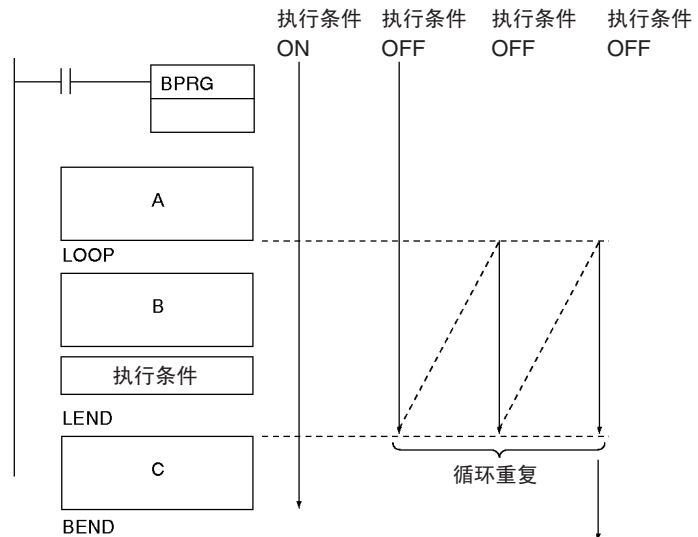 执行条件 执行条件 执行条件 执行条件
ON OFF OFF OFF
BPRG
A
LOOP
B
执行条件
LEND
C
循环重复
BEND